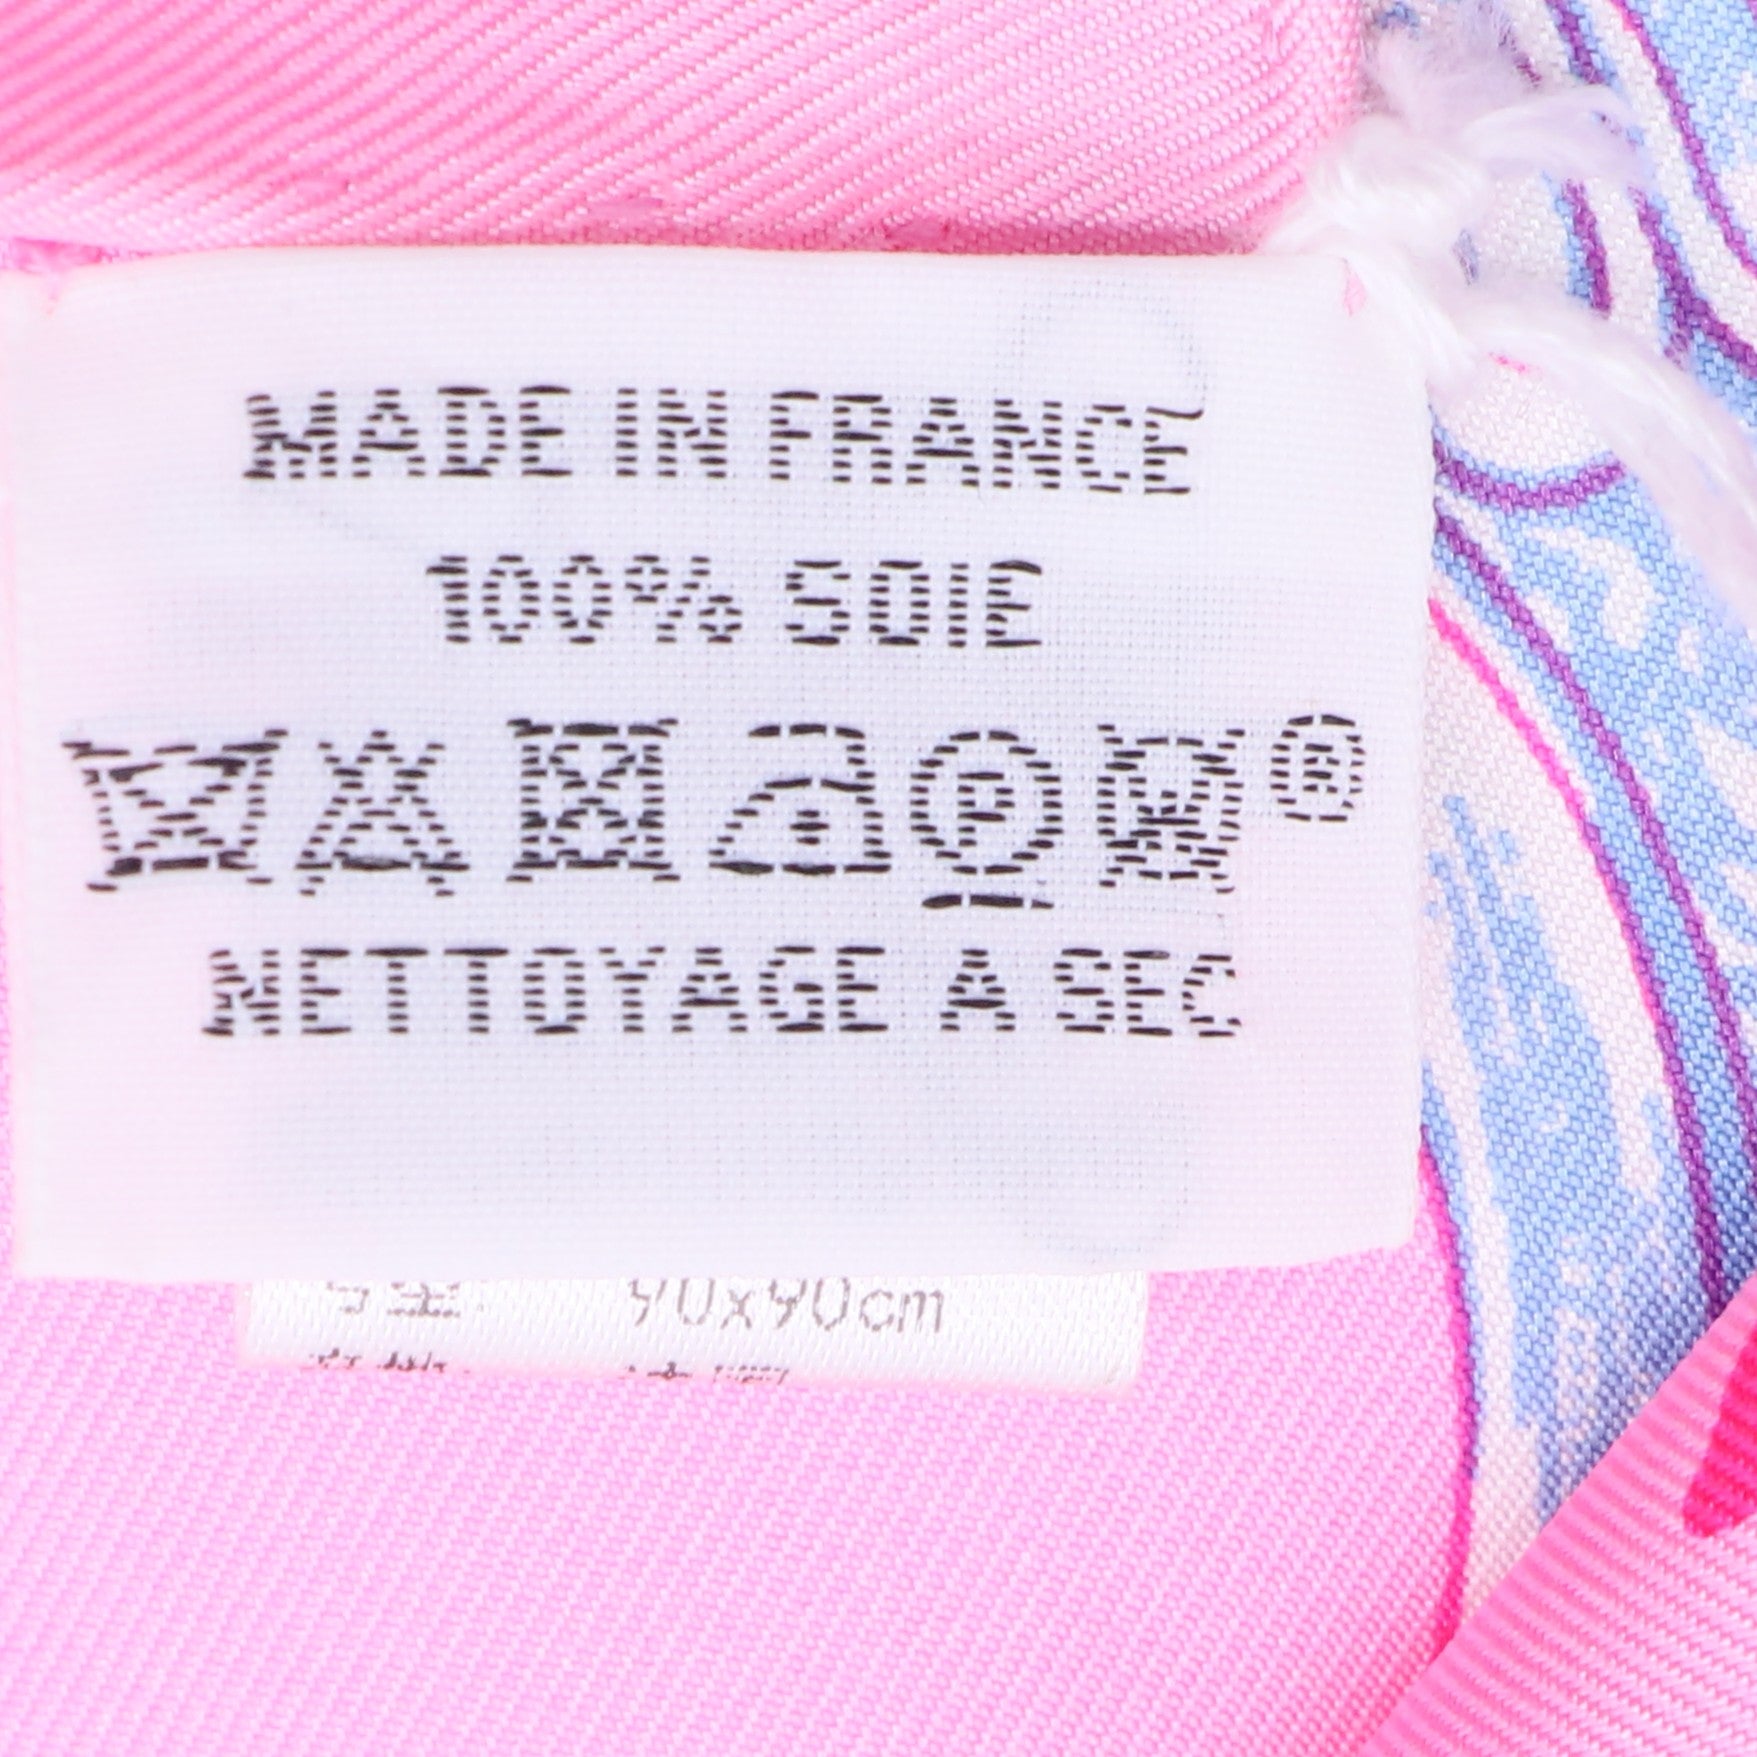 MADE IN FRANCE
100% SOIE
P ®
NETTOYAGE A SEC
90x90cm